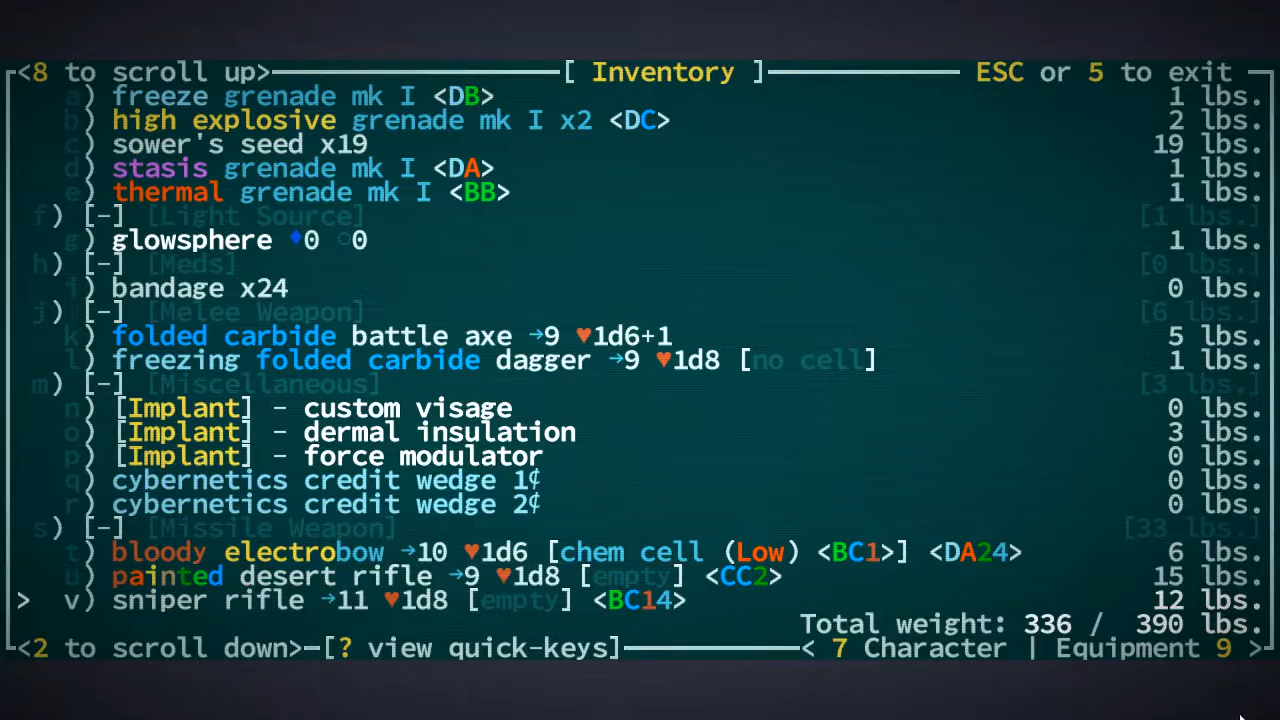 <8 to scroll up> [ Inventory ] ESC or 5 to exit
a) freeze grenade mk I <DB> 1 lbs.
b) high explosive grenade mk I x2 <DC> 2 lbs.
c) sower's seed x19 19 lbs.
d) stasis grenade mk I <DA> 1 lbs.
e) thermal grenade mk I <BB> 1 lbs.
f) [-] [Light Source] [1 lbs.]
g) glowsphere ♦0 ○0 1 lbs.
h) [-] [Meds] [0 lbs.]
i) bandage x24 0 lbs.
j) [-] [Melee Weapon] [6 lbs.]
k) folded carbide battle axe →9 ♥1d6+1 5 lbs.
l) freezing folded carbide dagger →9 ♥1d8 [no cell] 1 lbs.
m) [-] [Miscellaneous] [3 lbs.]
n) [Implant] - custom visage 0 lbs.
o) [Implant] - dermal insulation 3 lbs.
p) [Implant] - force modulator 0 lbs.
q) cybernetics credit wedge 1¢ 0 lbs.
r) cybernetics credit wedge 2¢ 0 lbs.
s) [-] [Missile Weapon] [33 lbs.]
t) bloody electrobow →10 ♥1d6 [chem cell (Low) <BC1>] <DA24> 6 lbs.
u) painted desert rifle →9 ♥1d8 [empty] <CC2> 15 lbs.
> v) sniper rifle →11 ♥1d8 [empty] <BC14> 12 lbs.
Total weight: 336 / 390 lbs.
<2 to scroll down> [? view quick-keys] < 7 Character | Equipment 9 >